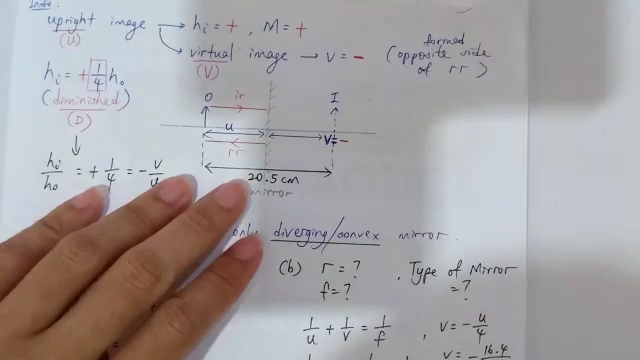 Info:
upright image → hi = + , M = +
(U)
virtual image → v = − (formed opposite side of rr)
(V)
hi = + 1/4 ho
(diminished)
(D)
O ir I
u v = −
rr
20.5 cm
mirror
hi/ho = + 1/4 = − v/u
only diverging/convex mirror
(b) r = ? , Type of Mirror
f = ? = ?
1/u + 1/v = 1/f , v = − u/4
v = − 16.4